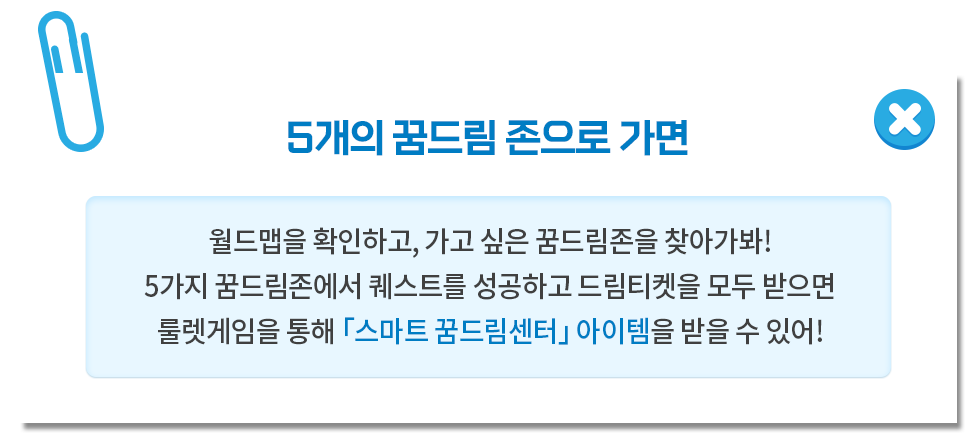 5개의 꿈드림 존으로 가면
월드맵을 확인하고, 가고 싶은 꿈드림존을 찾아가봐!
5가지 꿈드림존에서 퀘스트를 성공하고 드림티켓을 모두 받으면
룰렛게임을 통해 「스마트 꿈드림센터」 아이템을 받을 수 있어!